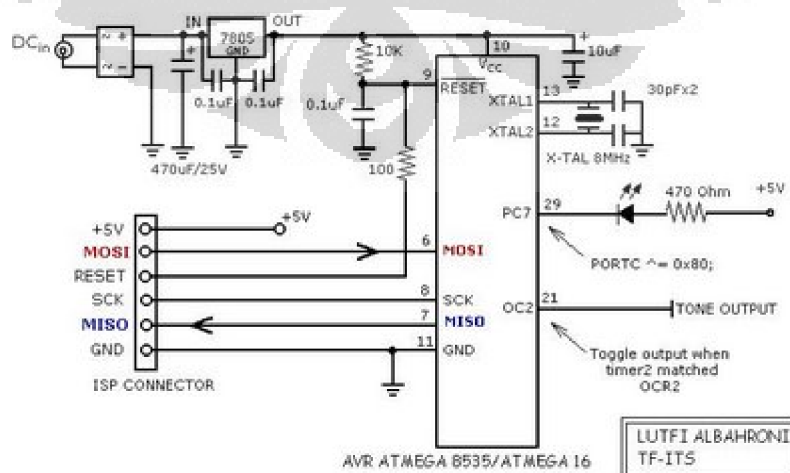 IN
OUT
7805
GND
DCin
0.1uF
0.1uF
470uF/25V
10K
0.1uF
100
10
Vcc
10uF
9
RESET
XTAL1
13
30pFx2
XTAL2
12
X-TAL 8MHz
PC7
29
470 Ohm
+5V
PORTC ^= 0x80;
+5V
+5V
MOSI
6
MOSI
RESET
SCK
8
SCK
MISO
7
MISO
GND
11
GND
ISP CONNECTOR
OC2
21
TONE OUTPUT
Toggle output when
timer2 matched
OCR2
AVR ATMEGA 8535/ATMEGA 16
LUTFI ALBAHRONI
TF-ITS